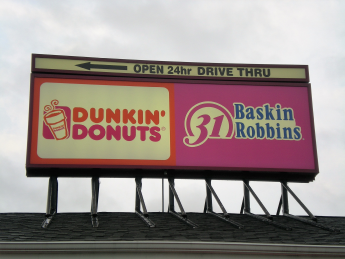 OPEN 24hr DRIVE THRU
DUNKIN'
DONUTS
31
Baskin
Robbins